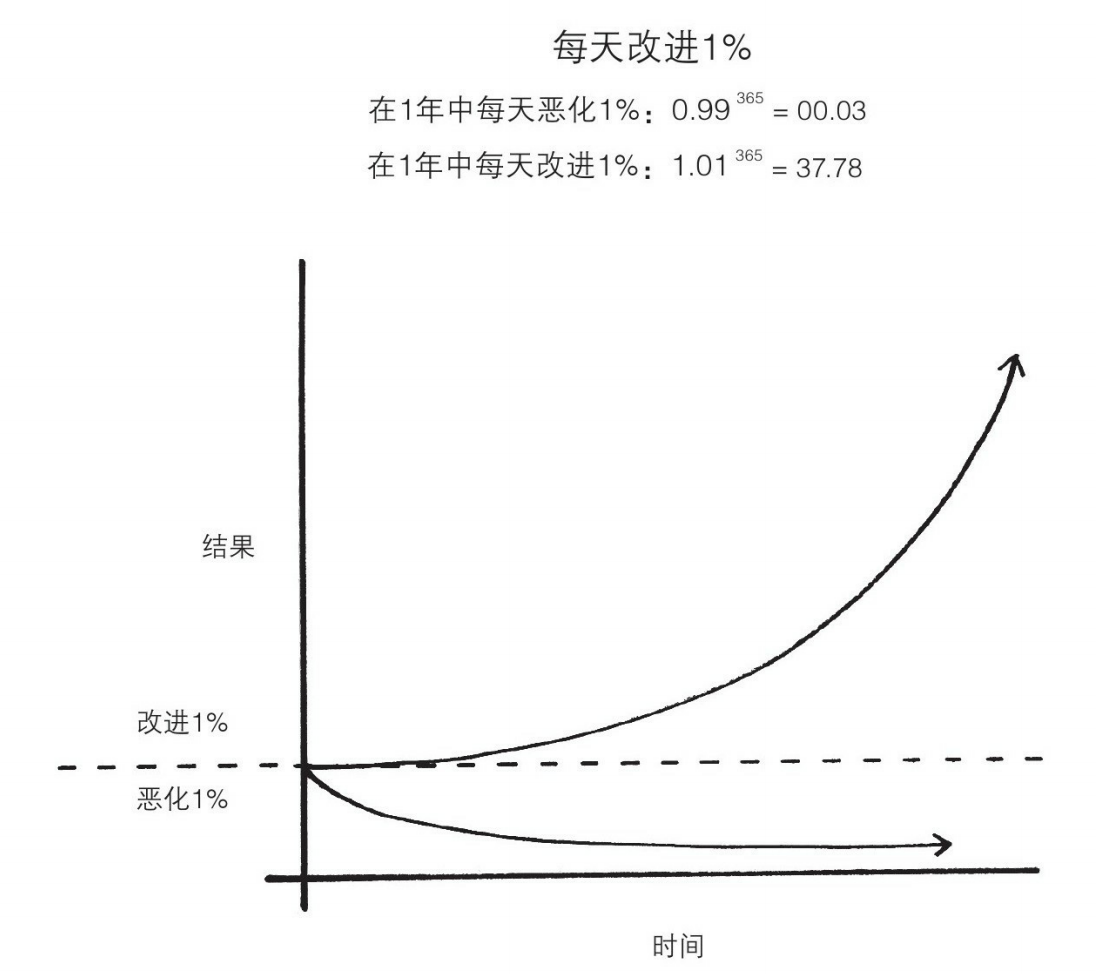 每天改进1%
在1年中每天恶化1%：0.99 365 = 00.03
在1年中每天改进1%：1.01 365 = 37.78
结果
改进1%
恶化1%
时间